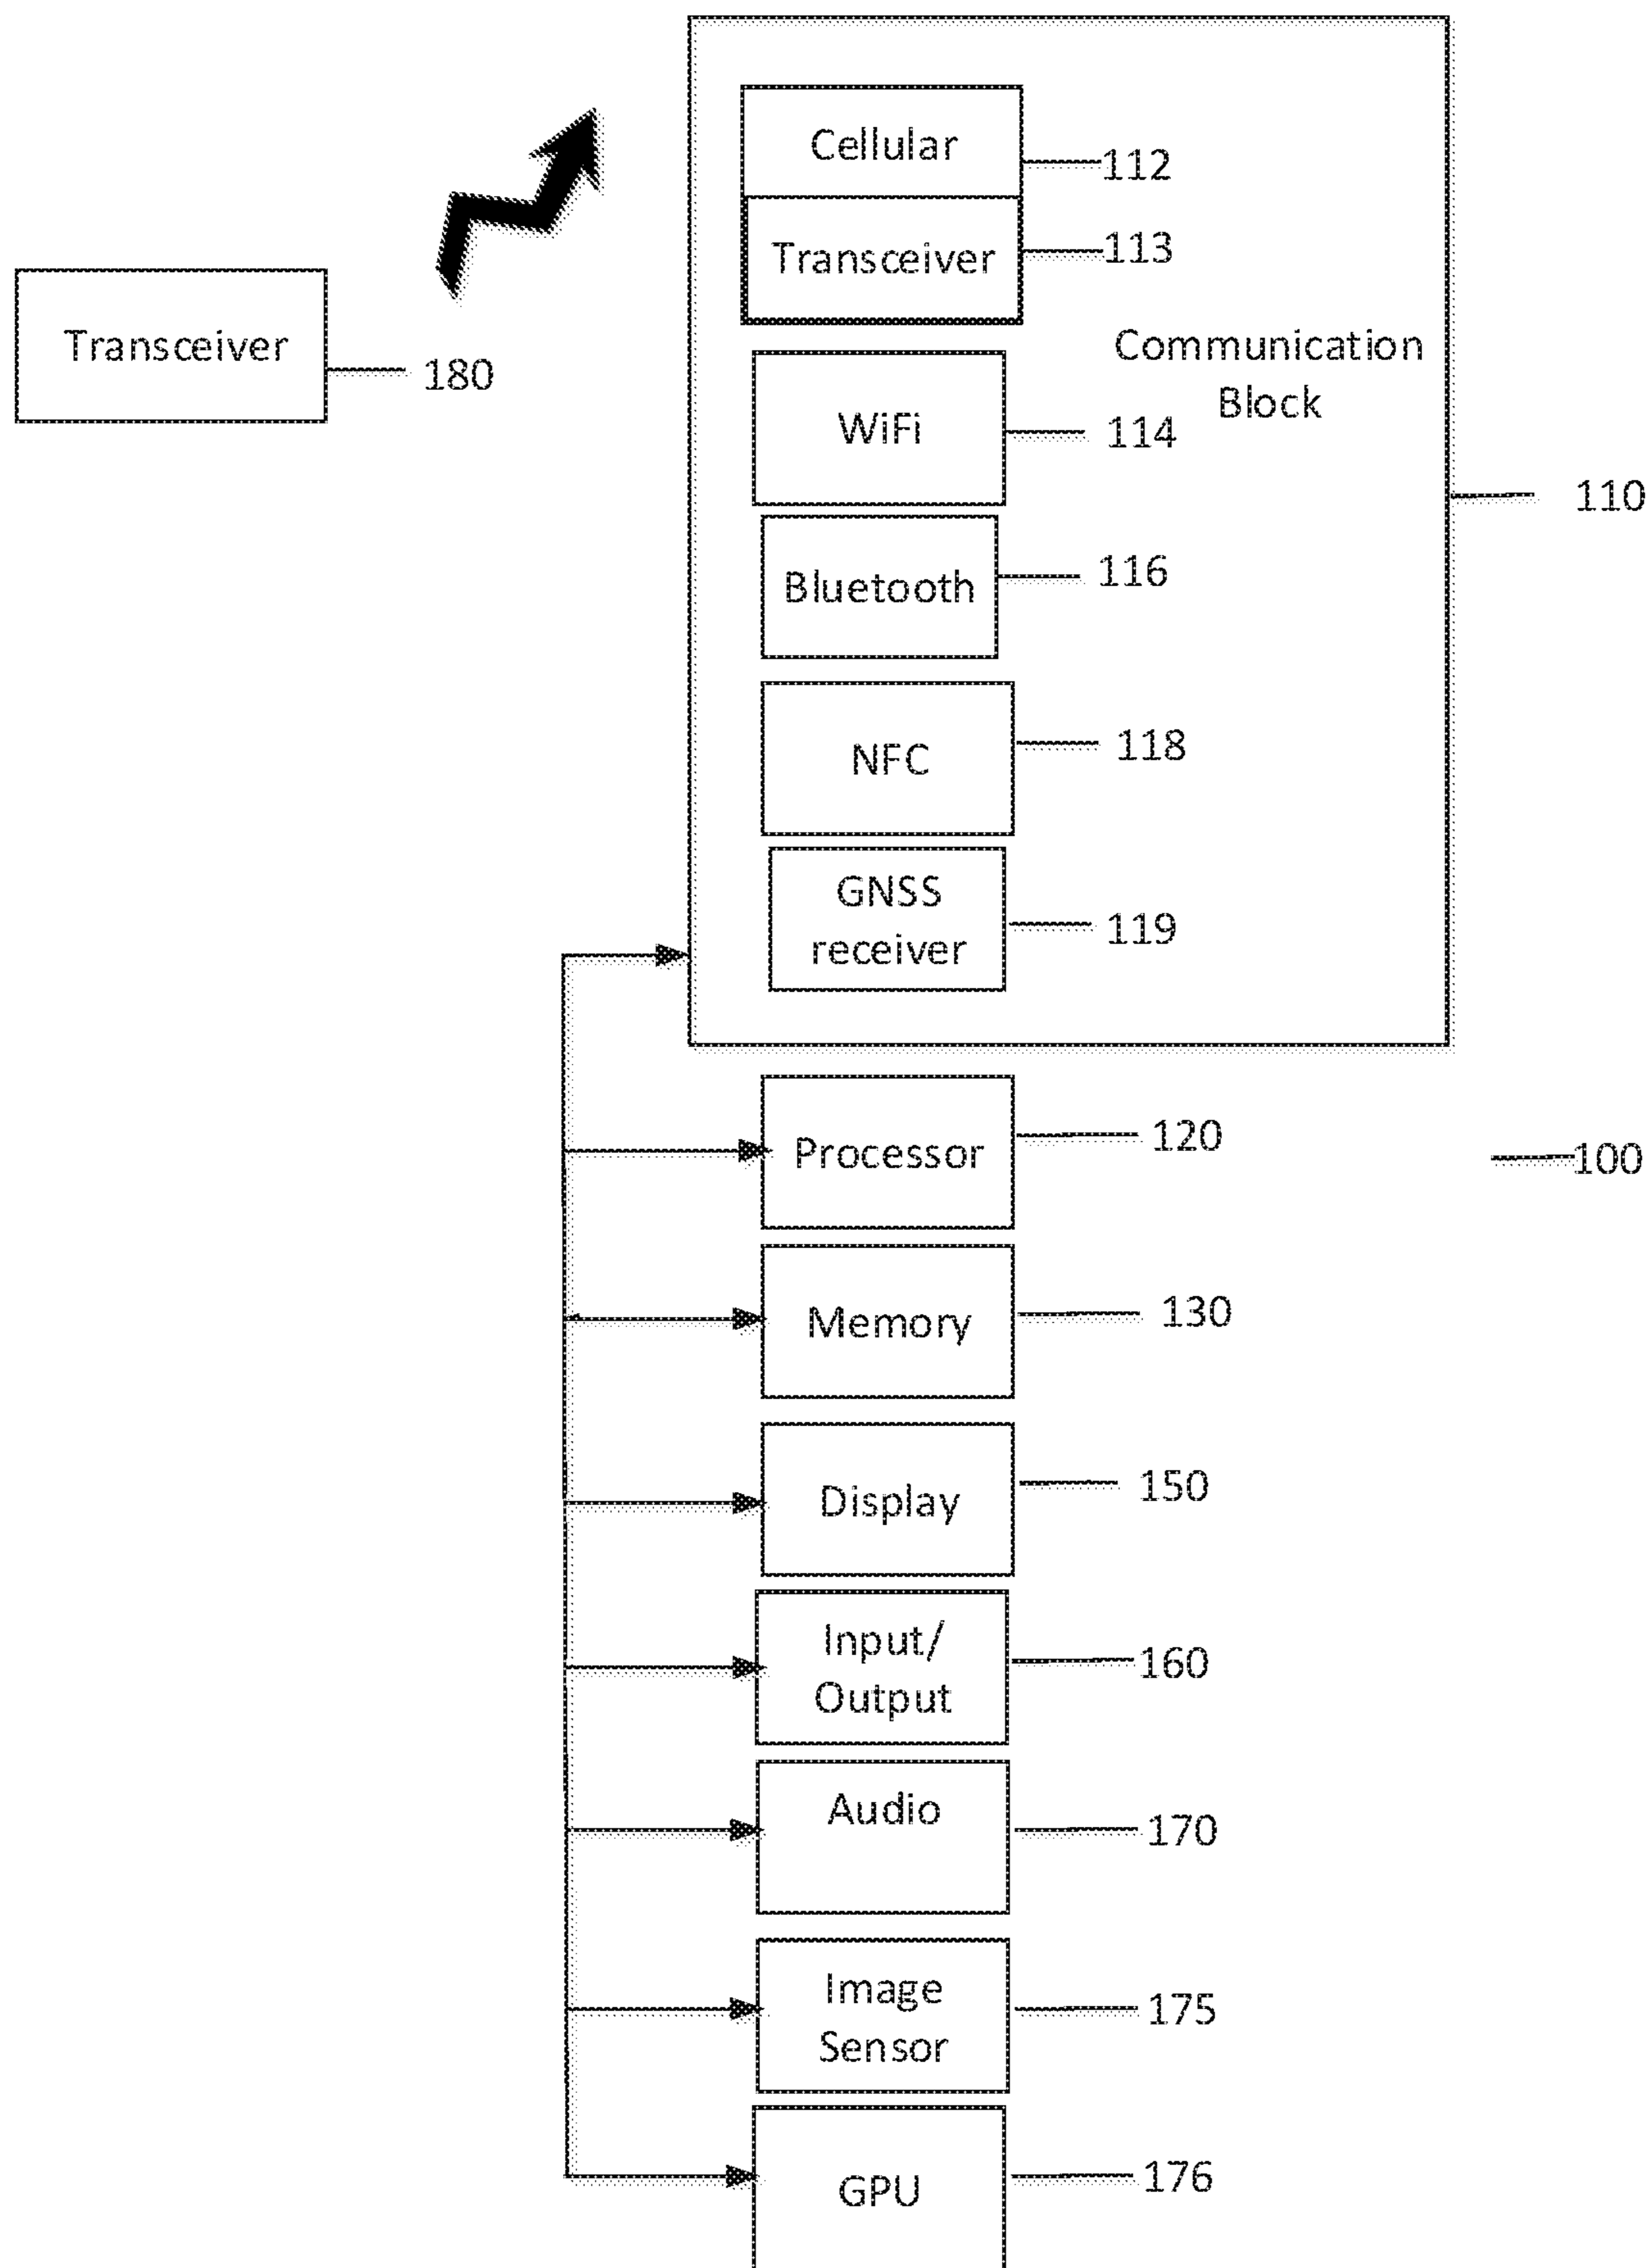 Cellular
112
Transceiver
113
Transceiver
180
Communication
Block
WiFi
114
110
Bluetooth
116
NFC
118
GNSS
receiver
119
Processor
120
100
Memory
130
Display
150
Input/
Output
160
Audio
170
Image
Sensor
175
GPU
176